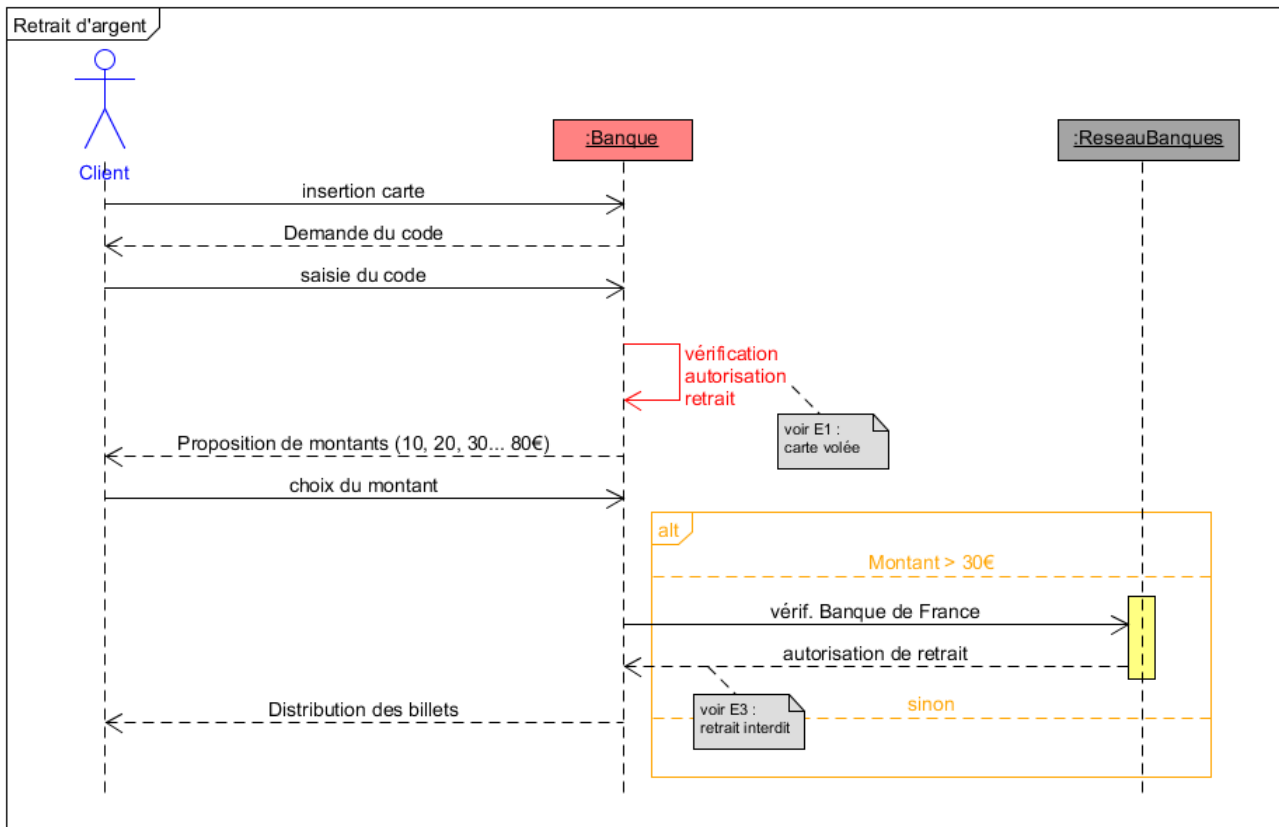 Retrait d'argent
Client
:Banque
:ReseauBanques
insertion carte
Demande du code
saisie du code
vérification
autorisation
retrait
voir E1 :
carte volée
Proposition de montants (10, 20, 30... 80€)
choix du montant
alt
Montant > 30€
vérif. Banque de France
autorisation de retrait
voir E3 :
retrait interdit
sinon
Distribution des billets